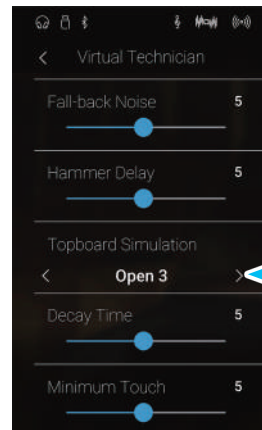 Virtual Technician
Fall-back Noise 5
Hammer Delay 5
Topboard Simulation
Open 3
Decay Time 5
Minimum Touch 5